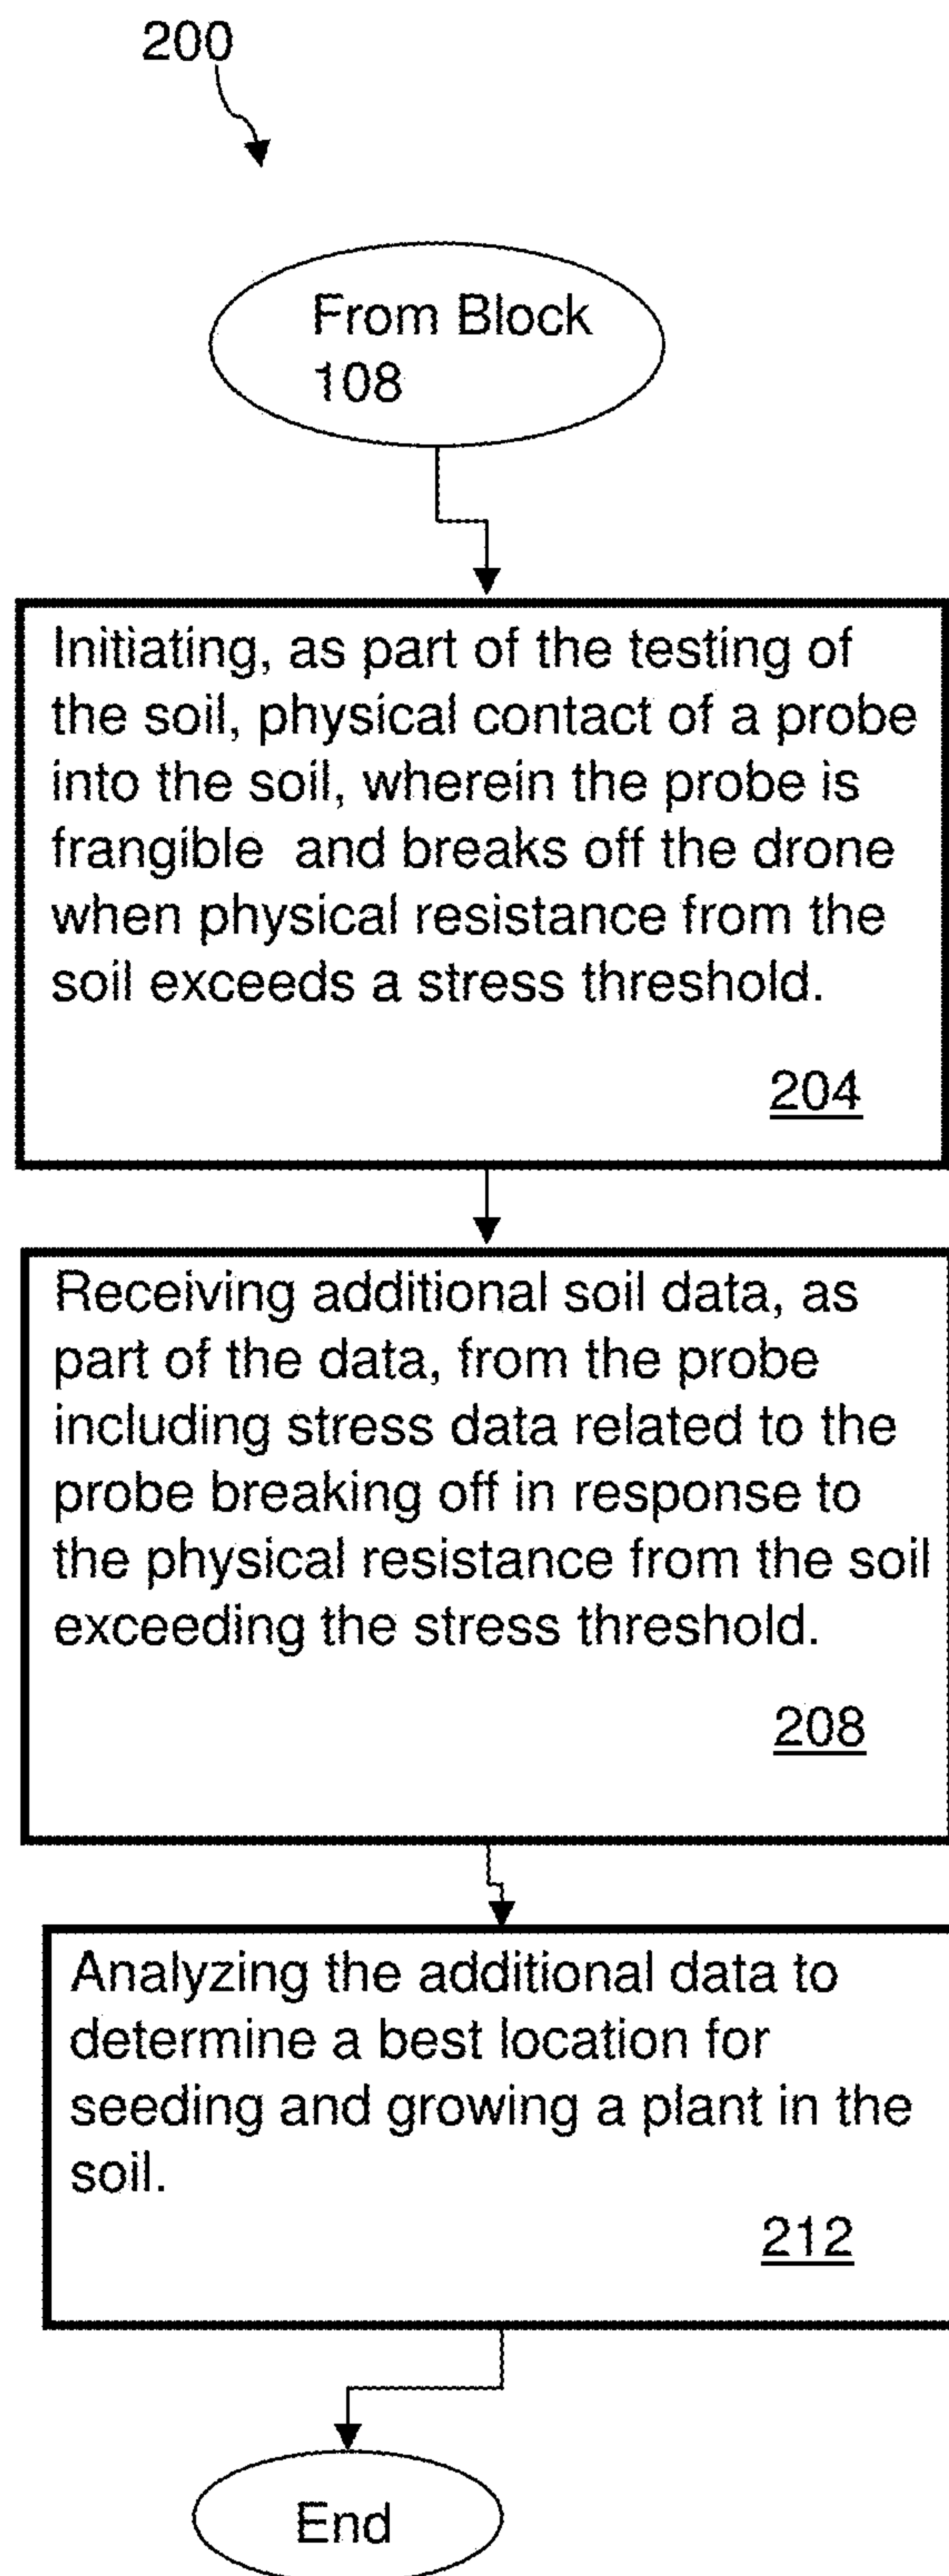 200
From Block
108
Initiating, as part of the testing of
the soil, physical contact of a probe
into the soil, wherein the probe is
frangible  and breaks off the drone
when physical resistance from the
soil exceeds a stress threshold.
204
Receiving additional soil data, as
part of the data, from the probe
including stress data related to the
probe breaking off in response to
the physical resistance from the soil
exceeding the stress threshold.
208
Analyzing the additional data to
determine a best location for
seeding and growing a plant in the
soil.
212
End